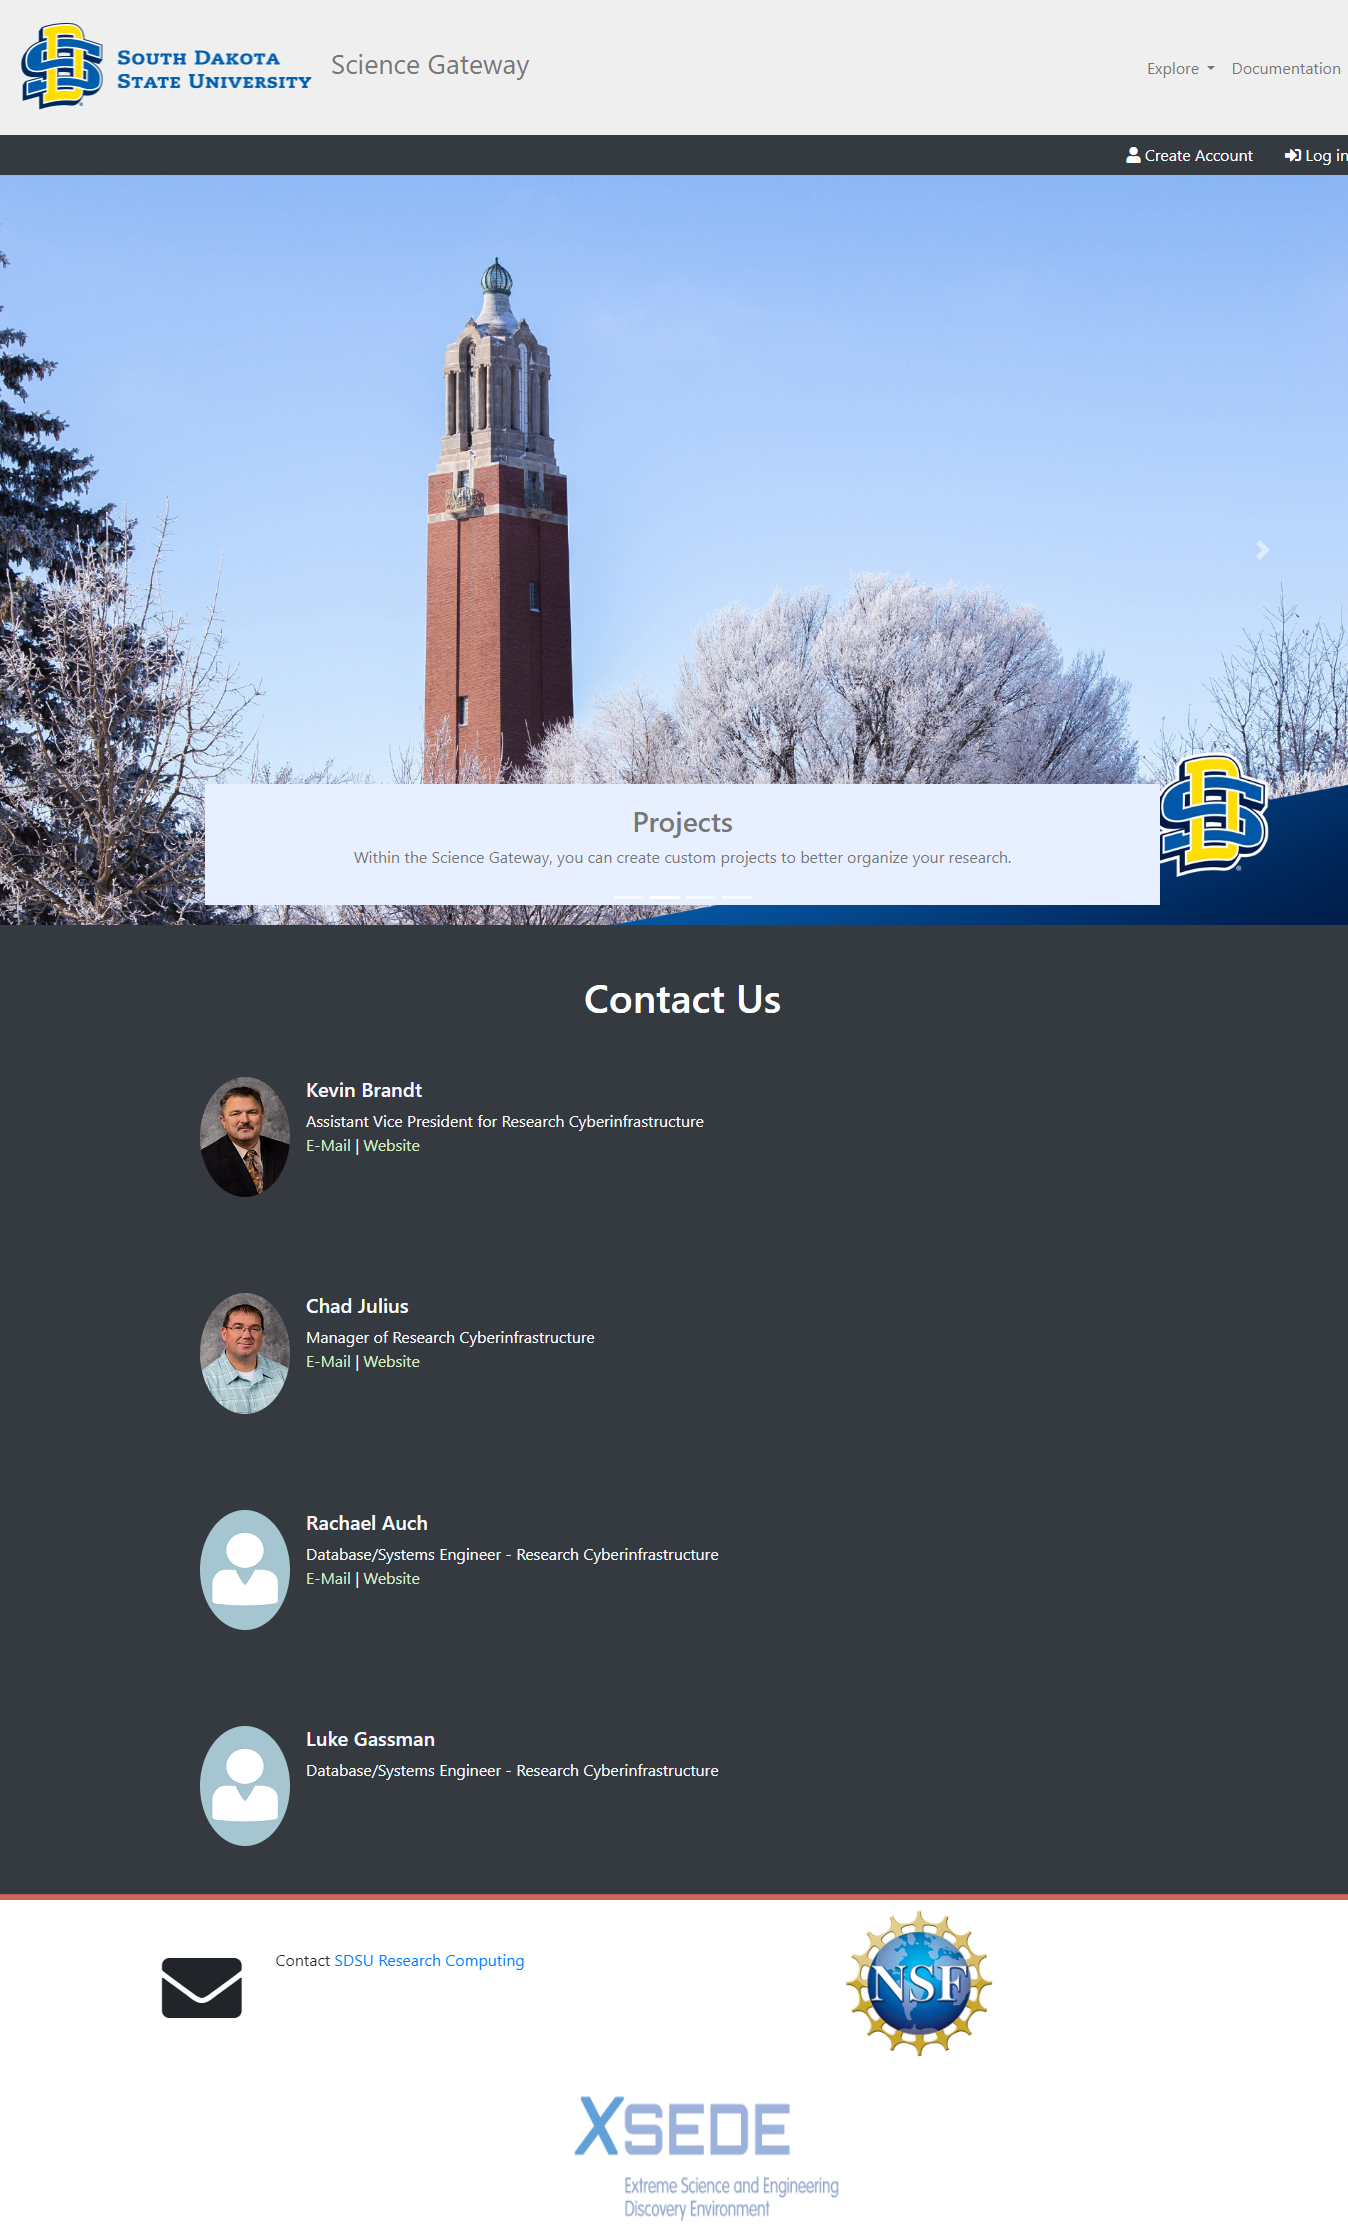 South Dakota
State University
Science Gateway
Explore
Documentation
Create Account
Log in
Projects
Within the Science Gateway, you can create custom projects to better organize your research.
Contact Us
Kevin Brandt
Assistant Vice President for Research Cyberinfrastructure
E-Mail | Website
Chad Julius
Manager of Research Cyberinfrastructure
E-Mail | Website
Rachael Auch
Database/Systems Engineer - Research Cyberinfrastructure
E-Mail | Website
Luke Gassman
Database/Systems Engineer - Research Cyberinfrastructure
Contact SDSU Research Computing
NSF
XSEDE
Extreme Science and Engineering
Discovery Environment